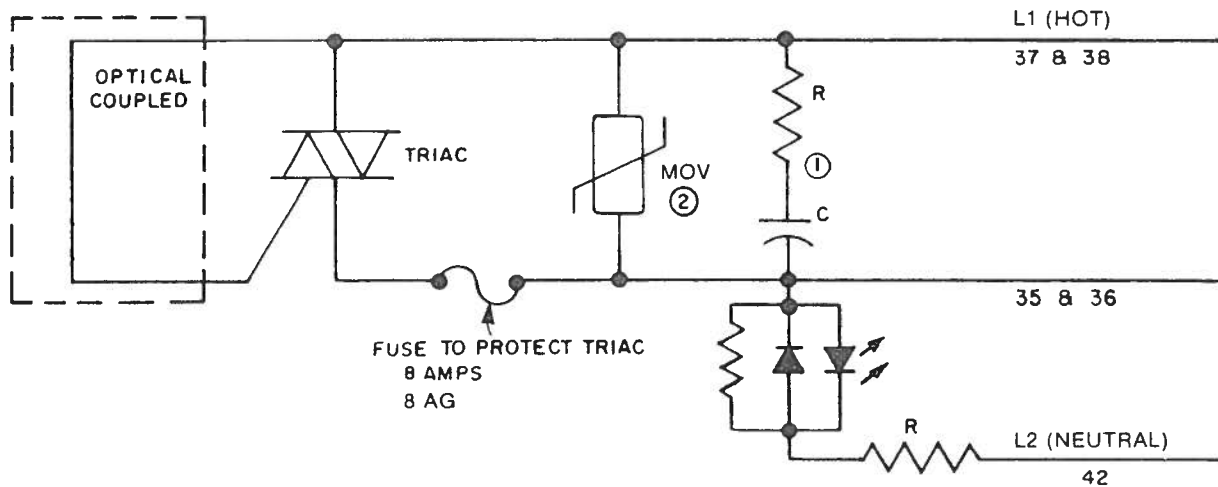 L1 (HOT)
37 & 38
OPTICAL
COUPLED
R
TRIAC
MOV
1
2
C
35 & 36
FUSE TO PROTECT TRIAC
8 AMPS
8 AG
R
L2 (NEUTRAL)
42